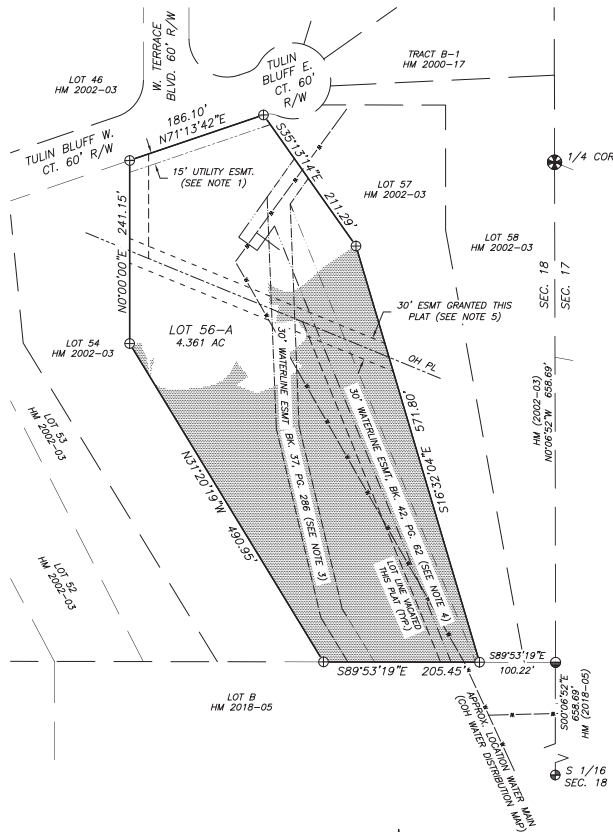 W. TERRACE
BLVD. 60' R/W
TULIN
BLUFF E.
CT. 60'
R/W
TRACT B-1
HM 2000-17
LOT 46
HM 2002-03
TULIN BLUFF W.
CT. 60' R/W
186.10'
N71°13'42"E
15' UTILITY ESMT.
(SEE NOTE 1)
S35°13'14"E
211.29'
LOT 57
HM 2002-03
1/4 COR
241.15'
N0°00'00"E
LOT 58
HM 2002-03
SEC. 18
SEC. 17
30' ESMT GRANTED THIS
PLAT (SEE NOTE 5)
LOT 56-A
4.361 AC
OH PL
LOT 54
HM 2002-03
HM (2002-03)
N0°06'52"W 658.69'
30' WATERLINE ESMT
BK. 37, PG. 286 (SEE NOTE 3)
30' WATERLINE ESMT, BK. 42, PG. 62 (SEE NOTE 4)
S16°32'04"E 571.80'
LOT 53
HM 2002-03
N31°20'19"W
490.95'
LOT LINE VACATED
THIS PLAT (TYP.)
LOT 52
HM 2002-03
S89°53'19"E 205.45'
S89°53'19"E
100.22'
LOT B
HM 2018-05
S00°06'52"E
658.69'
HM (2018-05)
APPROX. LOCATION WATER MAIN
(COH WATER DISTRIBUTION MAP)
S 1/16
SEC. 18